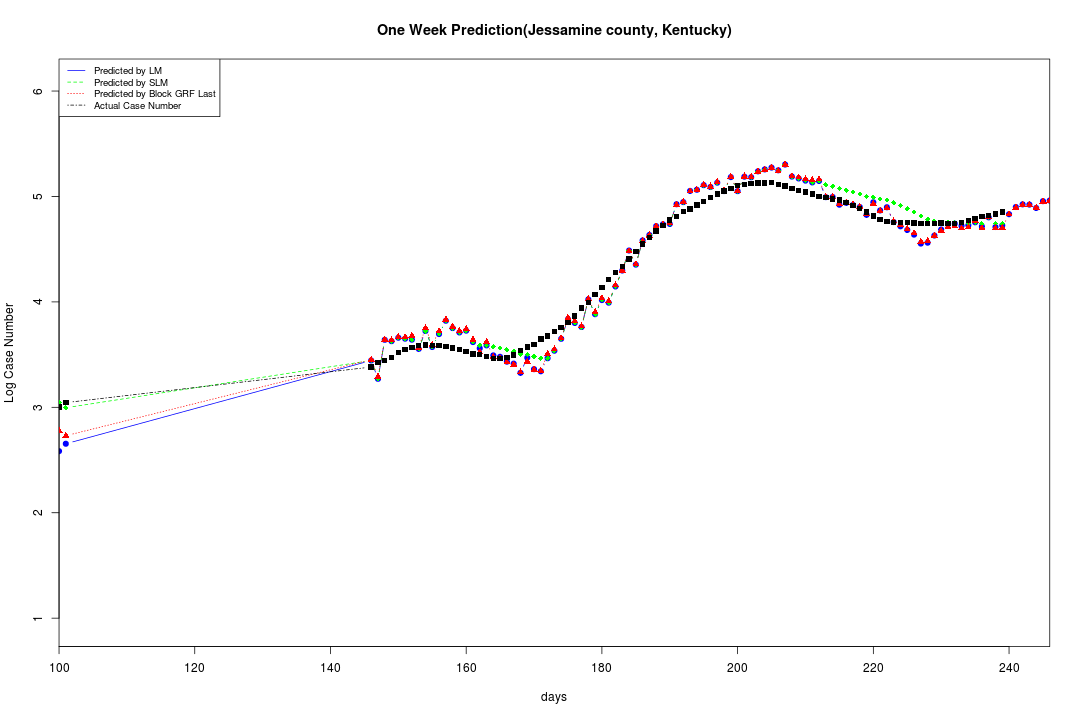 One Week Prediction(Jessamine county, Kentucky)
Predicted by LM
Predicted by SLM
Predicted by Block GRF Last
Actual Case Number
Log Case Number
6
5
4
3
2
1
100 120 140 160 180 200 220 240
days